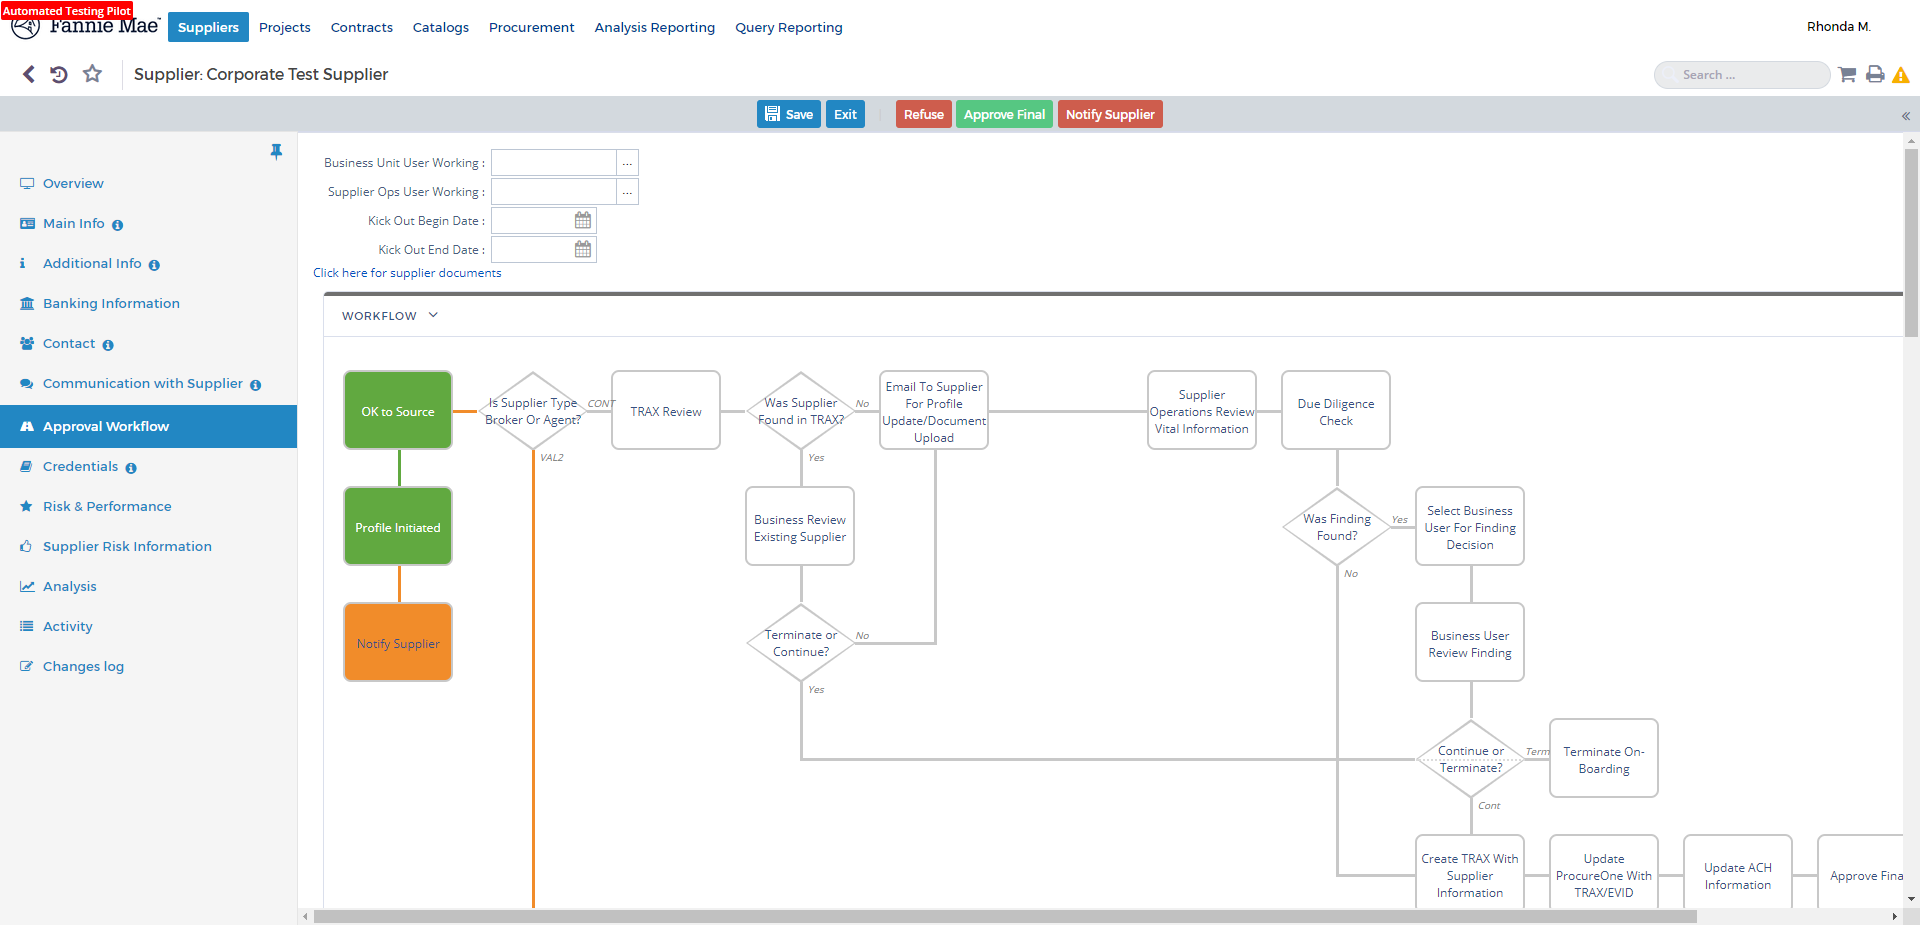 Automated Testing Pilot
Fannie Mae
Suppliers
Projects
Contracts
Catalogs
Procurement
Analysis Reporting
Query Reporting
Rhonda M.
Supplier: Corporate Test Supplier
Search ...
Save
Exit
Refuse
Approve Final
Notify Supplier
Overview
Main Info
Additional Info
Banking Information
Contact
Communication with Supplier
Approval Workflow
Credentials
Risk & Performance
Supplier Risk Information
Analysis
Activity
Changes log
Business Unit User Working :
...
Supplier Ops User Working :
...
Kick Out Begin Date :
Kick Out End Date :
Click here for supplier documents
WORKFLOW
OK to Source
Is Supplier Type
Broker Or Agent?
CONT
VAL2
TRAX Review
Was Supplier
Found in TRAX?
No
Yes
Email To Supplier
For Profile
Update/Document
Upload
Supplier
Operations Review
Vital Information
Due Diligence
Check
Profile Initiated
Business Review
Existing Supplier
Was Finding
Found?
Yes
No
Select Business
User For Finding
Decision
Notify Supplier
Terminate or
Continue?
No
Yes
Business User
Review Finding
Continue or
Terminate?
Term
Cont
Terminate On-
Boarding
Create TRAX With
Supplier
Information
Update
ProcureOne With
TRAX/EVID
Update ACH
Information
Approve Fina